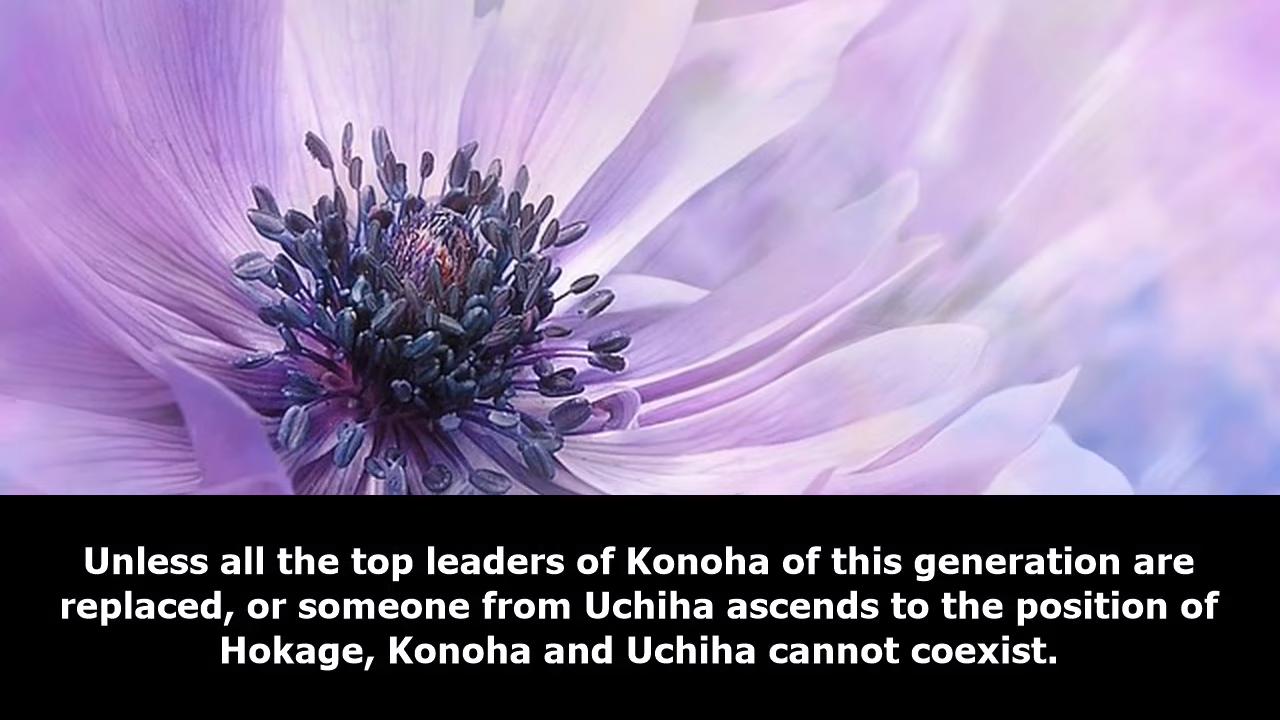 Unless all the top leaders of Konoha of this generation are
replaced, or someone from Uchiha ascends to the position of
Hokage, Konoha and Uchiha cannot coexist.